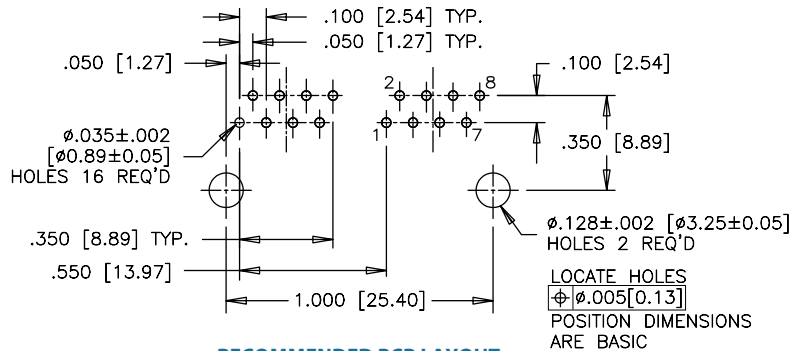 .100 [2.54] TYP.
.050 [1.27] TYP.
.050 [1.27]
.100 [2.54]
2
8
1
7
ø.035±.002
[ø0.89±0.05]
HOLES 16 REQ'D
.350 [8.89]
ø.128±.002 [ø3.25±0.05]
HOLES 2 REQ'D
.350 [8.89] TYP.
.550 [13.97]
1.000 [25.40]
LOCATE HOLES
⌖ ø.005[0.13]
POSITION DIMENSIONS
ARE BASIC
RECOMMENDED PCB LAYOUT